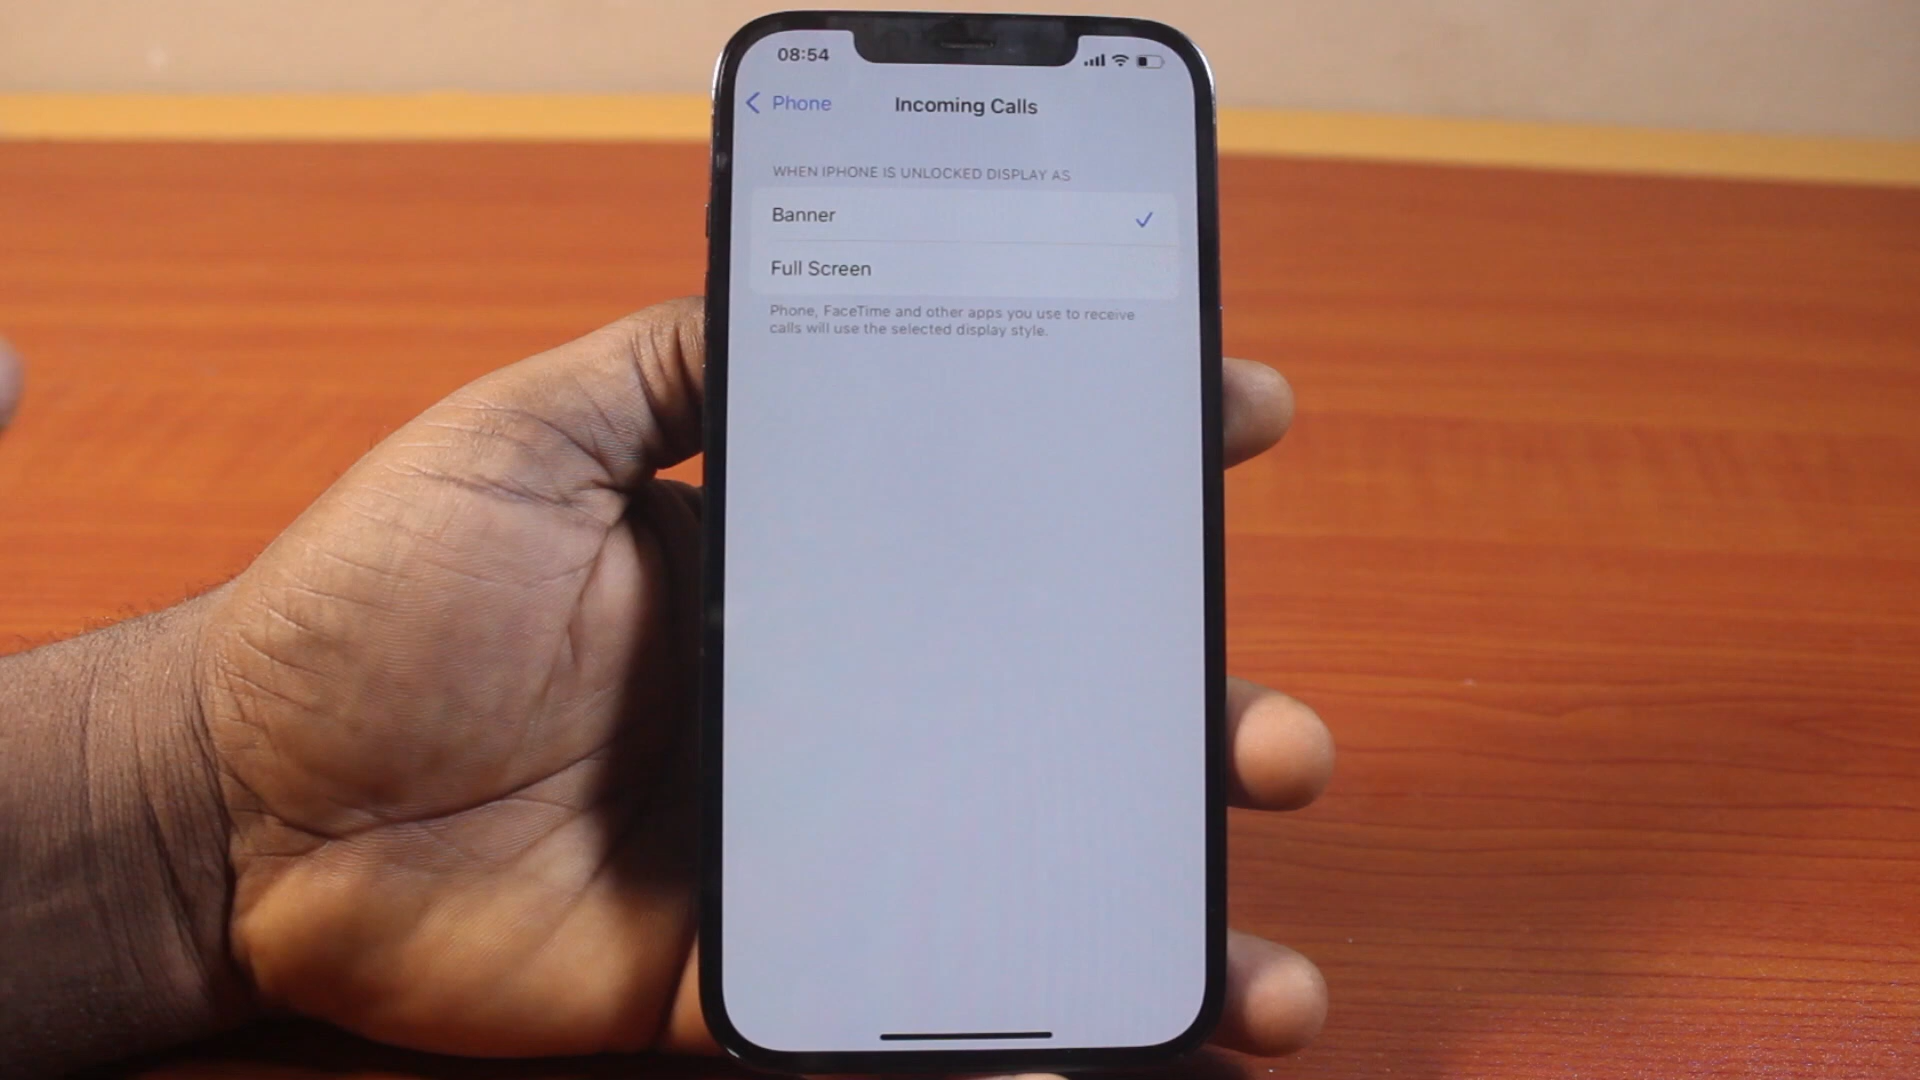 08:54
Phone
Incoming Calls
WHEN IPHONE IS UNLOCKED DISPLAY AS
Banner
Full Screen
Phone, FaceTime and other apps you use to receive
calls will use the selected display style.